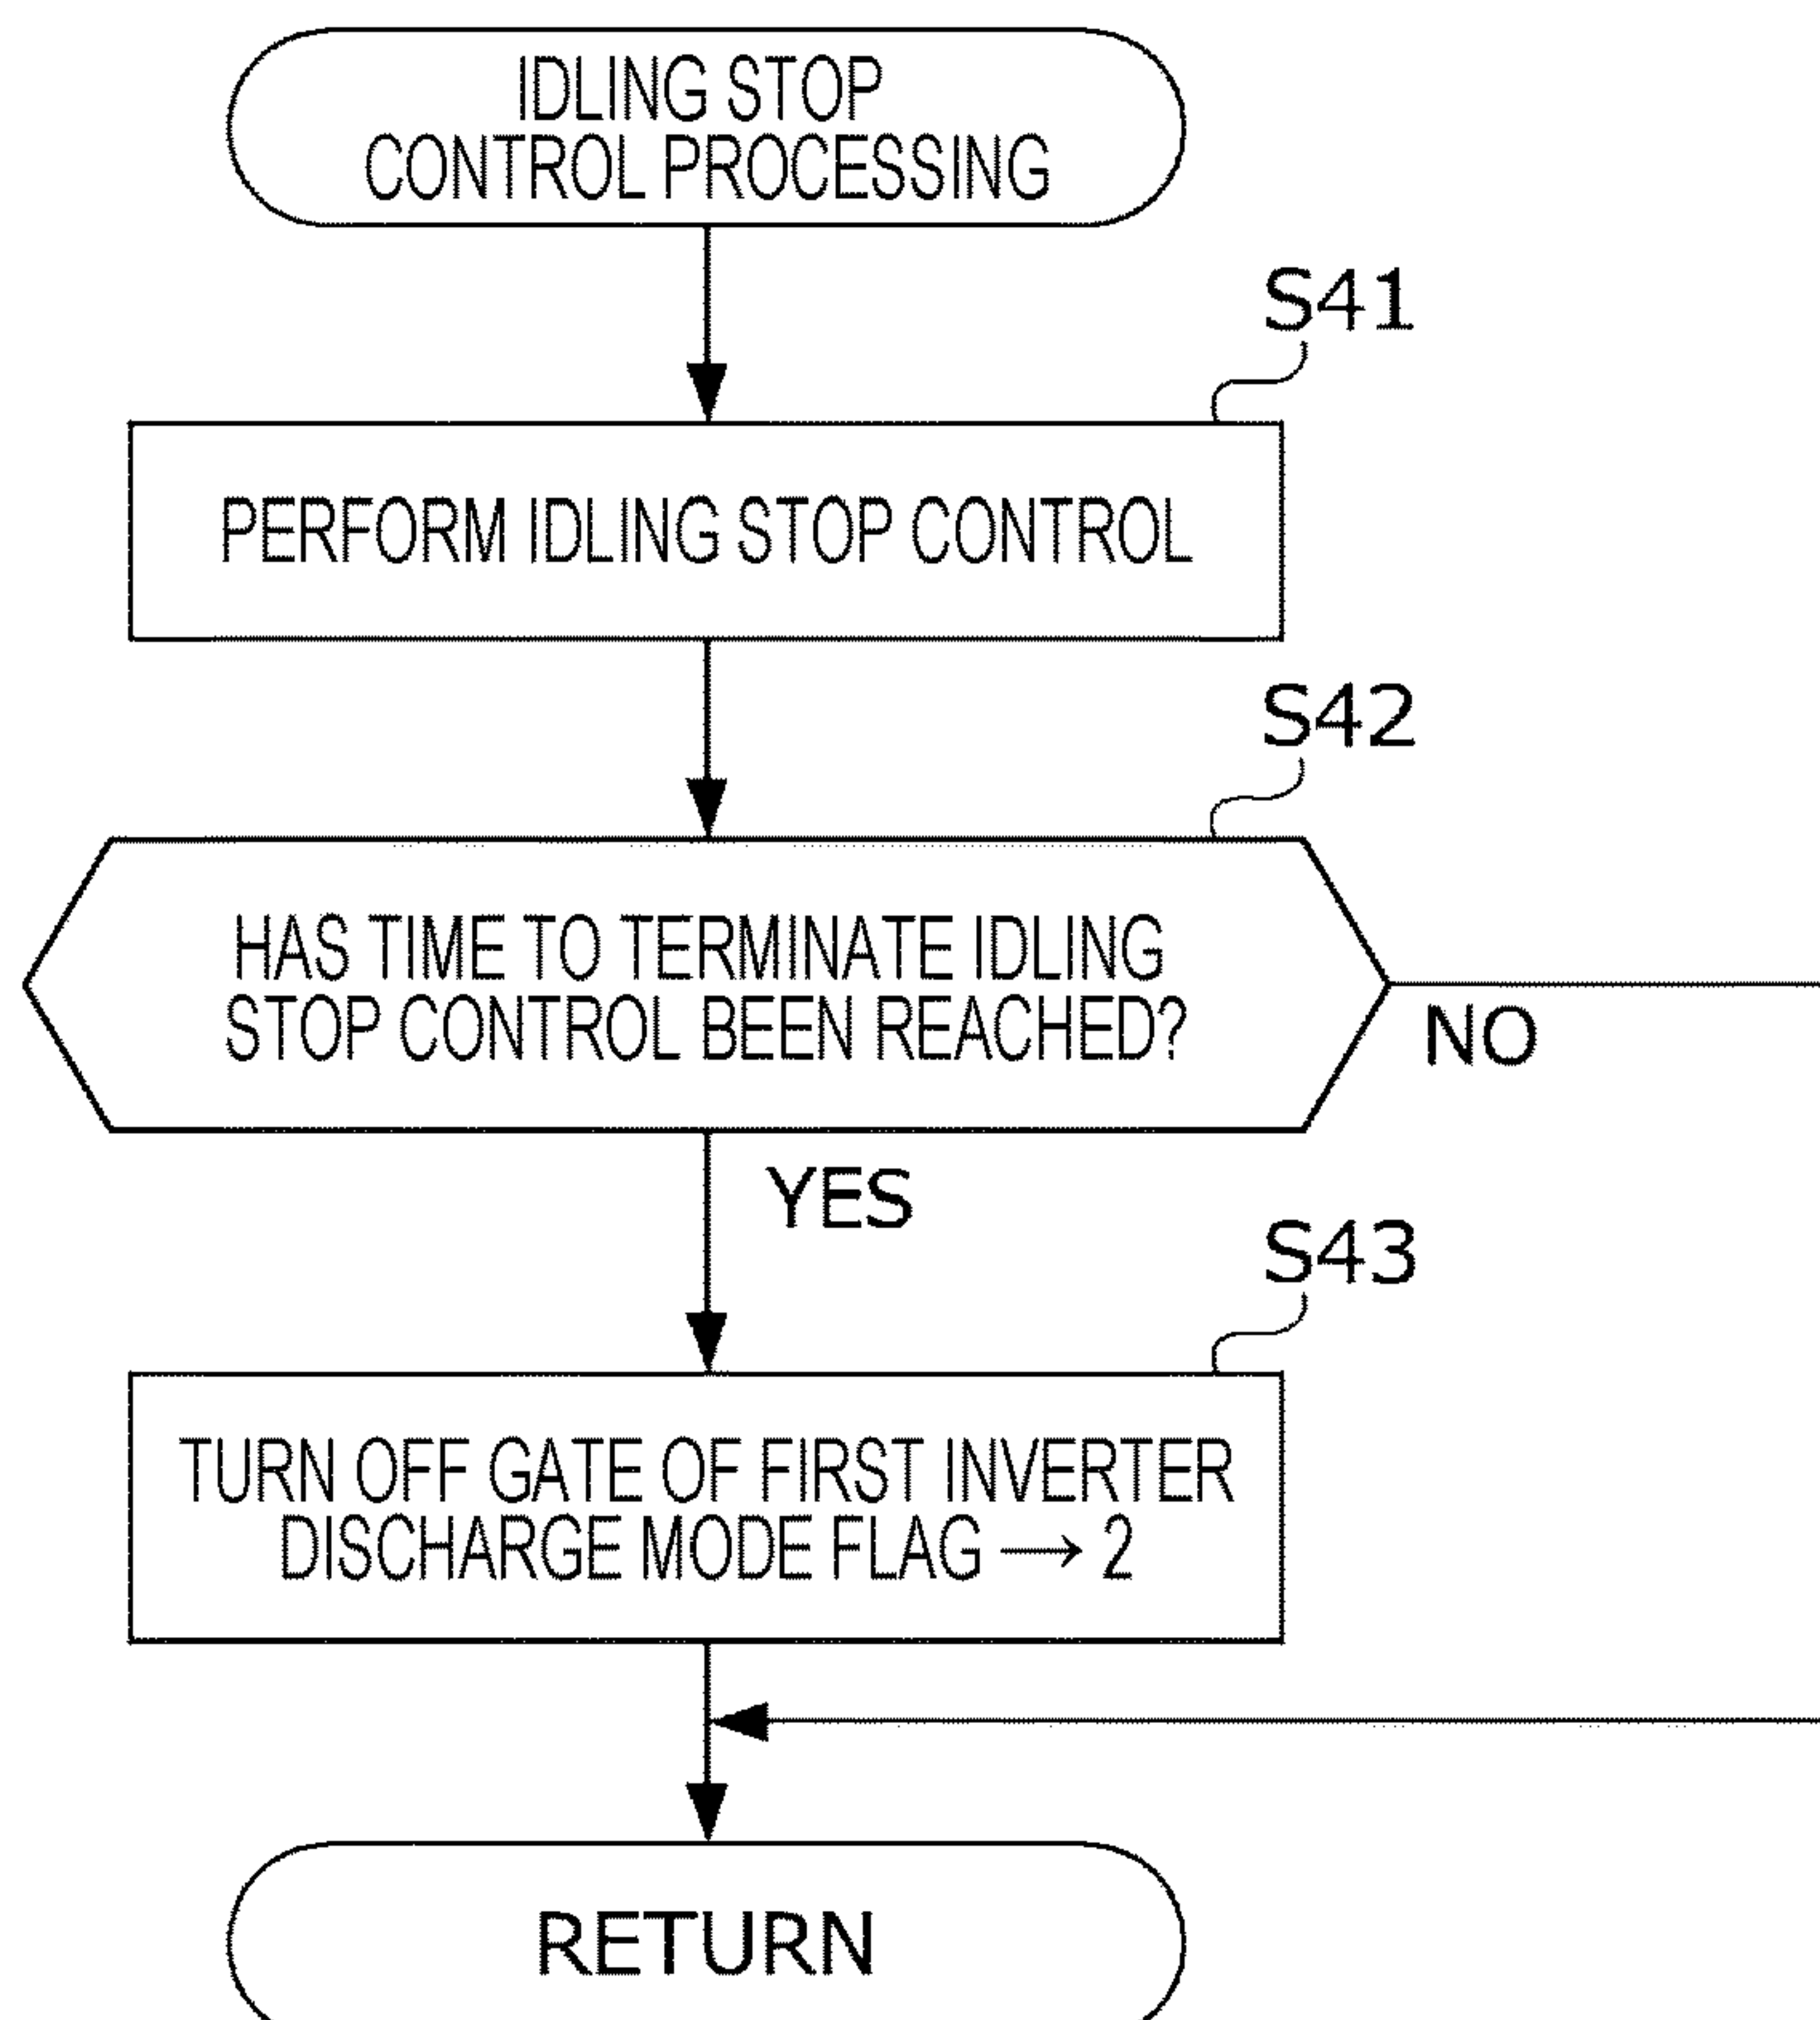 IDLING STOP
CONTROL PROCESSING
S41
PERFORM IDLING STOP CONTROL
S42
HAS TIME TO TERMINATE IDLING
STOP CONTROL BEEN REACHED?
NO
YES
S43
TURN OFF GATE OF FIRST INVERTER
DISCHARGE MODE FLAG → 2
RETURN